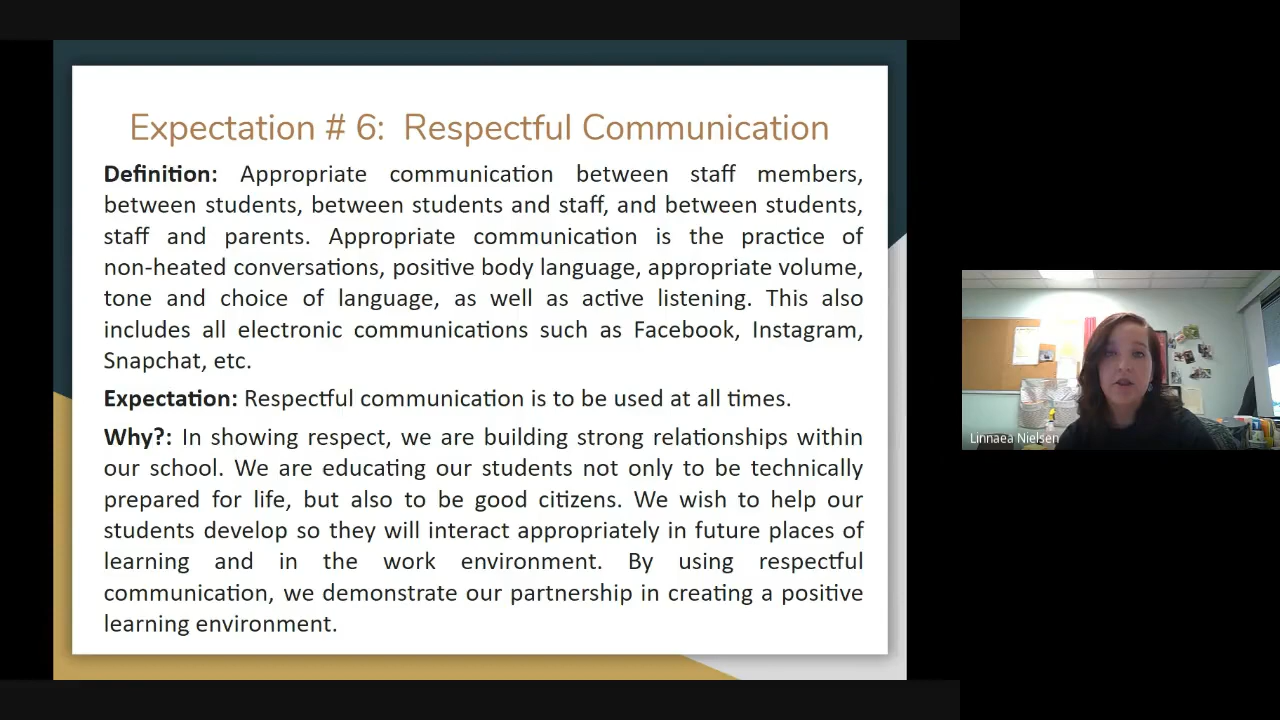 Expectation # 6: Respectful Communication
Definition: Appropriate communication between staff members,
between students, between students and staff, and between students,
staff and parents. Appropriate communication is the practice of
non-heated conversations, positive body language, appropriate volume,
tone and choice of language, as well as active listening. This also
includes all electronic communications such as Facebook, Instagram,
Snapchat, etc.
Expectation: Respectful communication is to be used at all times.
Why?: In showing respect, we are building strong relationships within
our school. We are educating our students not only to be technically
prepared for life, but also to be good citizens. We wish to help our
students develop so they will interact appropriately in future places of
learning and in the work environment. By using respectful
communication, we demonstrate our partnership in creating a positive
learning environment.
Linnaea Nielsen